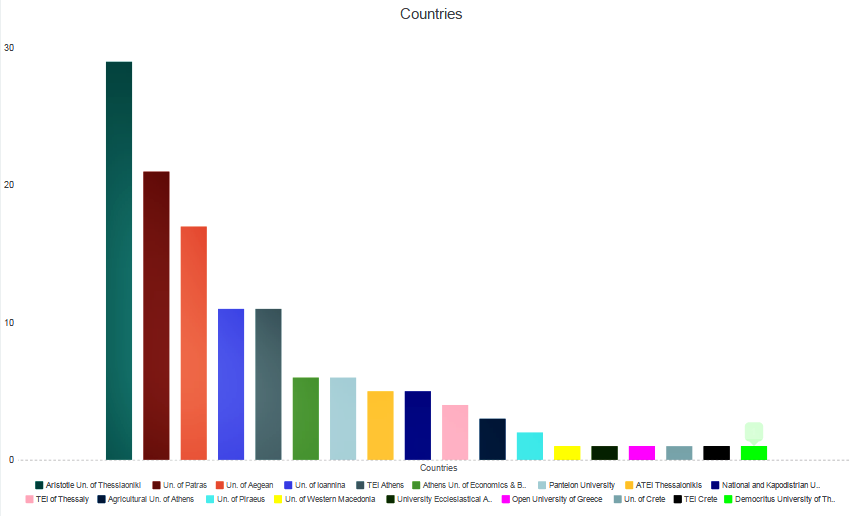 Countries
30
20
10
0
Countries
Aristotle Un. of Thesslaoniki Un. of Patras Un. of Aegean Un. of Ioannina TEI Athens Athens Un. of Economics & B.. Panteion University ATEI Thessalonikis National and Kapodistrian U..
TEI of Thessaly Agricultural Un. of Athens Un. of Piraeus Un. of Western Macedonia University Ecclesiastical A.. Open University of Greece Un. of Crete TEI Crete Democritus University of Th..